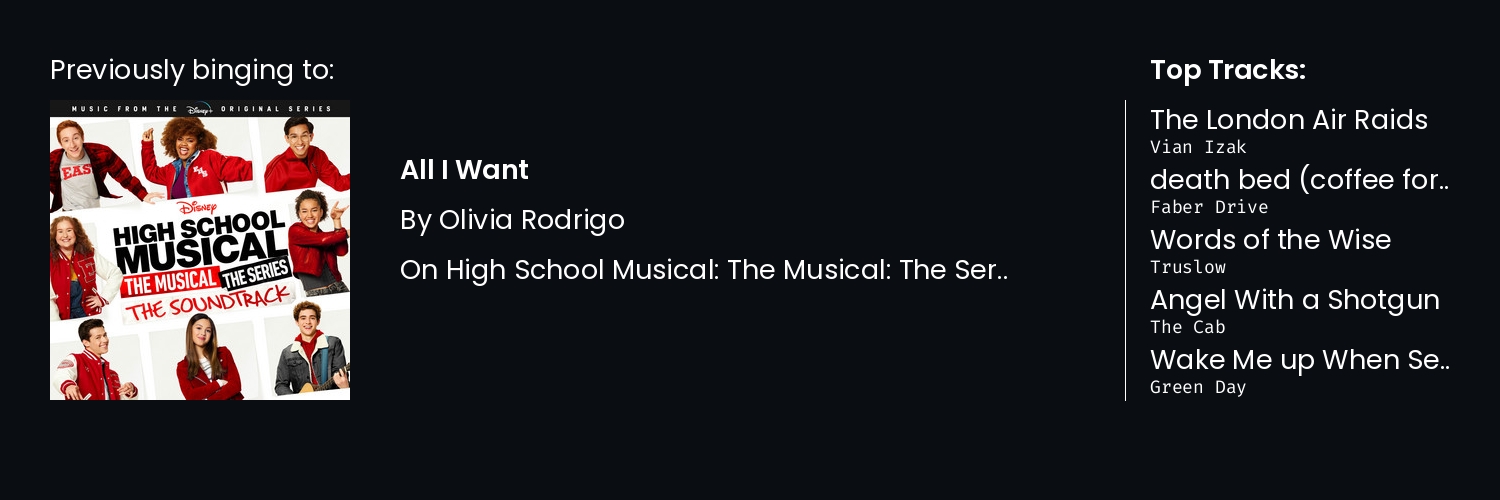 Previously binging to:
MUSIC FROM THE Disney+ ORIGINAL SERIES
EAST
Disney
HIGH SCHOOL
MUSICAL
THE MUSICAL THE SERIES
THE SOUNDTRACK
All I Want
By Olivia Rodrigo
On High School Musical: The Musical: The Ser..
Top Tracks:
The London Air Raids
Vian Izak
death bed (coffee for..
Faber Drive
Words of the Wise
Truslow
Angel With a Shotgun
The Cab
Wake Me up When Se..
Green Day